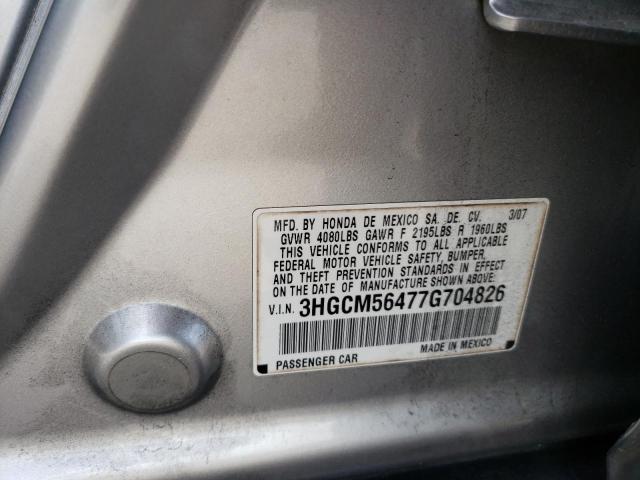 MFD. BY HONDA DE MEXICO SA. DE. CV. 3/07
GVWR 4080LBS GAWR F 2195LBS R 1960LBS
THIS VEHICLE CONFORMS TO ALL APPLICABLE
FEDERAL MOTOR VEHICLE SAFETY, BUMPER,
AND THEFT PREVENTION STANDARDS IN EFFECT
ON THE DATE OF MANUFACTURE SHOWN ABOVE.
V.I.N. 3HGCM56477G704826
PASSENGER CAR MADE IN MEXICO